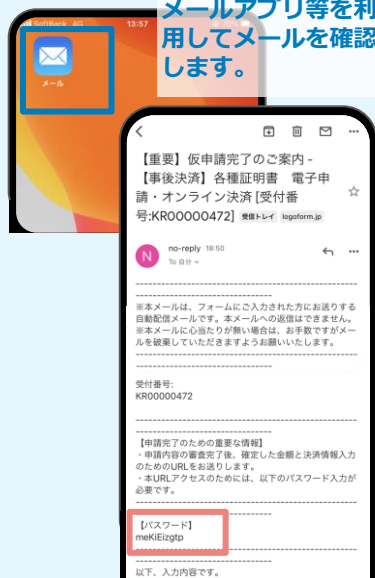 メールアプリ等を利
用してメールを確認
します。
SoftBank 4G
13:57
70%
メール
【重要】仮申請完了のご案内 -
【事後決済】各種証明書 電子申
請・オンライン決済 [受付番
号:KR00000472] 受信トレイ logoform.jp
N
no-reply 18:50
To 自分
--------------------------------------------------------
-----------------------------------
※本メールは、フォームにご入力された方にお送りする
自動配信メールです。本メールへの返信はできません。
※本メールに心当たりが無い場合は、お手数ですがメー
ルを破棄していただきますようお願いいたします。
--------------------------------------------------------
-----------------------------------
受付番号:
KR00000472
--------------------------------------------------------
-----------------------------------
【申請完了のための重要な情報】
・申請内容の審査完了後、確定した金額と決済情報入力
のためのURLをお送りします。
・本URLアクセスのためには、以下のパスワード入力が
必要です。
--------------------------------------------------------
-----------------------------------
【パスワード】
meKiEizgtp
--------------------------------------------------------
-----------------------------------
以下、入力内容です。